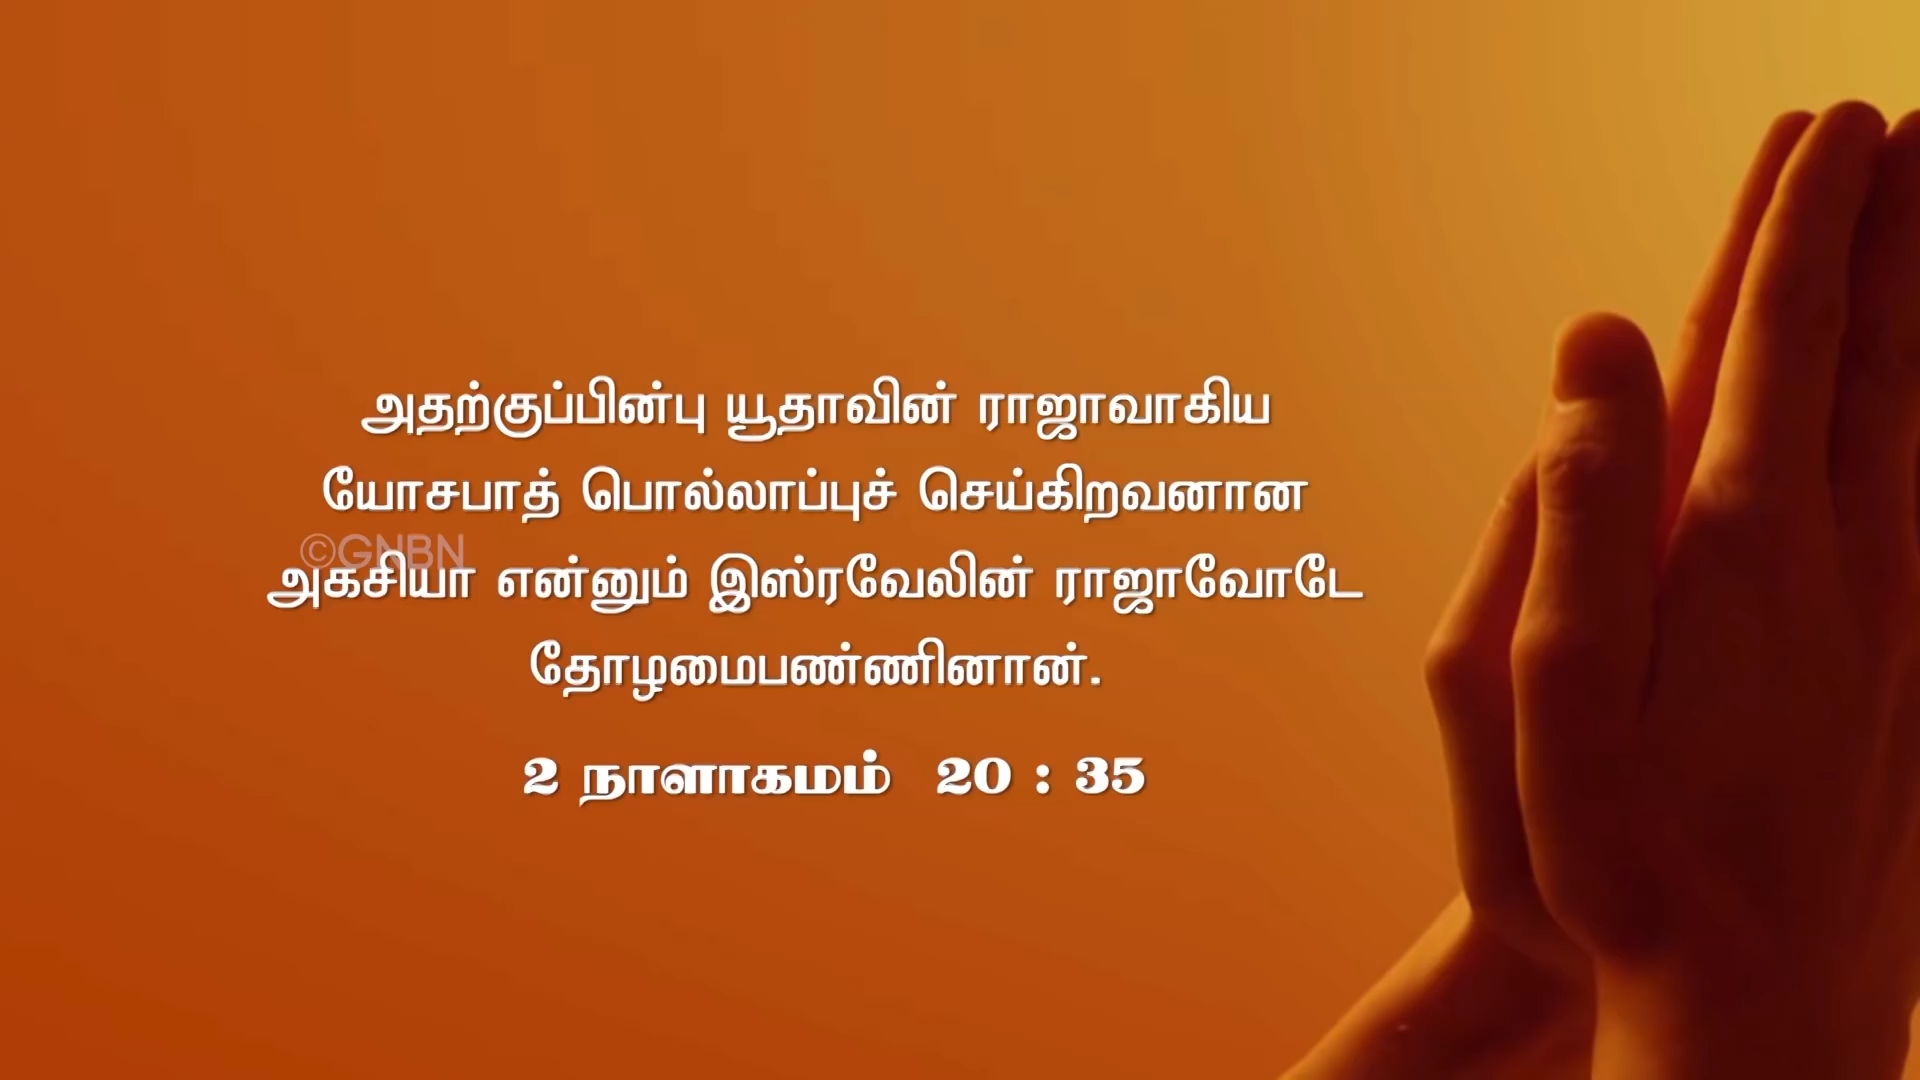 அதற்குப்பின்பு யூதாவின் ராஜாவாகிய
யோசபாத் பொல்லாப்புச் செய்கிறவனான
©GNBN
அகசியா என்னும் இஸ்ரவேலின் ராஜாவோடே
தோழமைபண்ணினான்.
2 நாளாகமம் 20 : 35